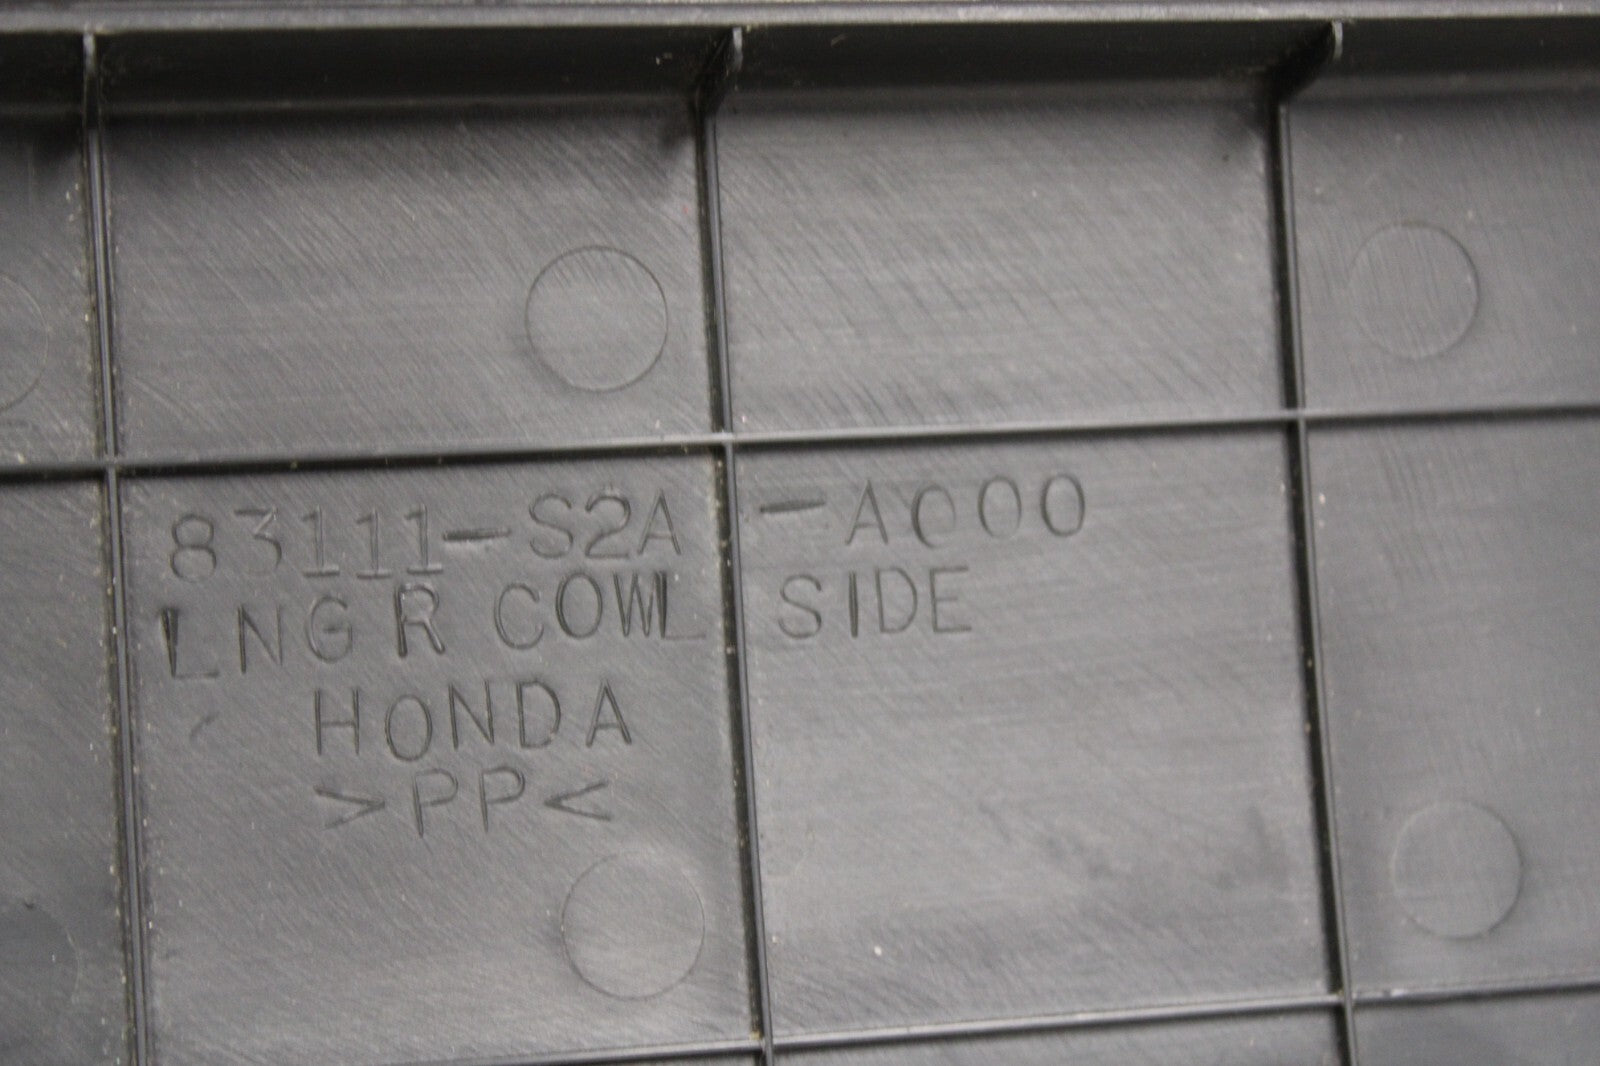 83111-S2A-A000
LNG R COWL SIDE
HONDA
>PP<